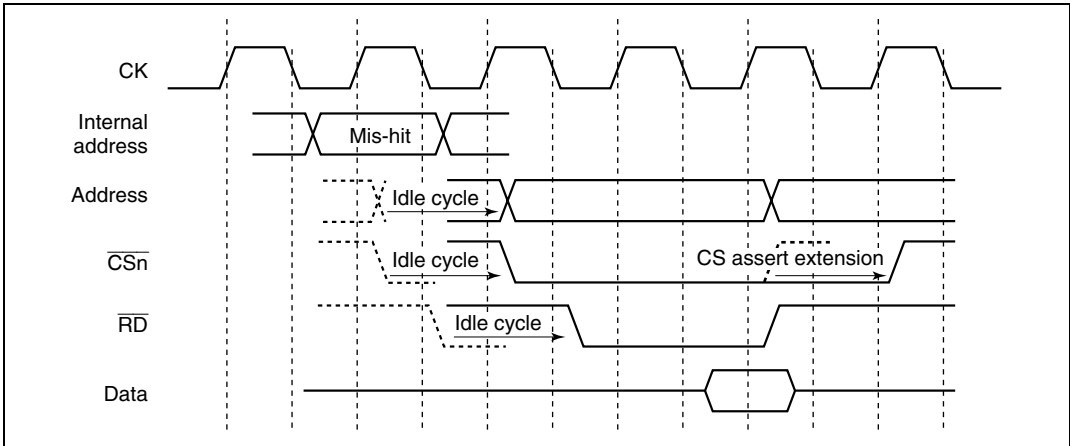 CK
Internal
address
Mis-hit
Address
Idle cycle
CSn
Idle cycle
CS assert extension
RD
Idle cycle
Data